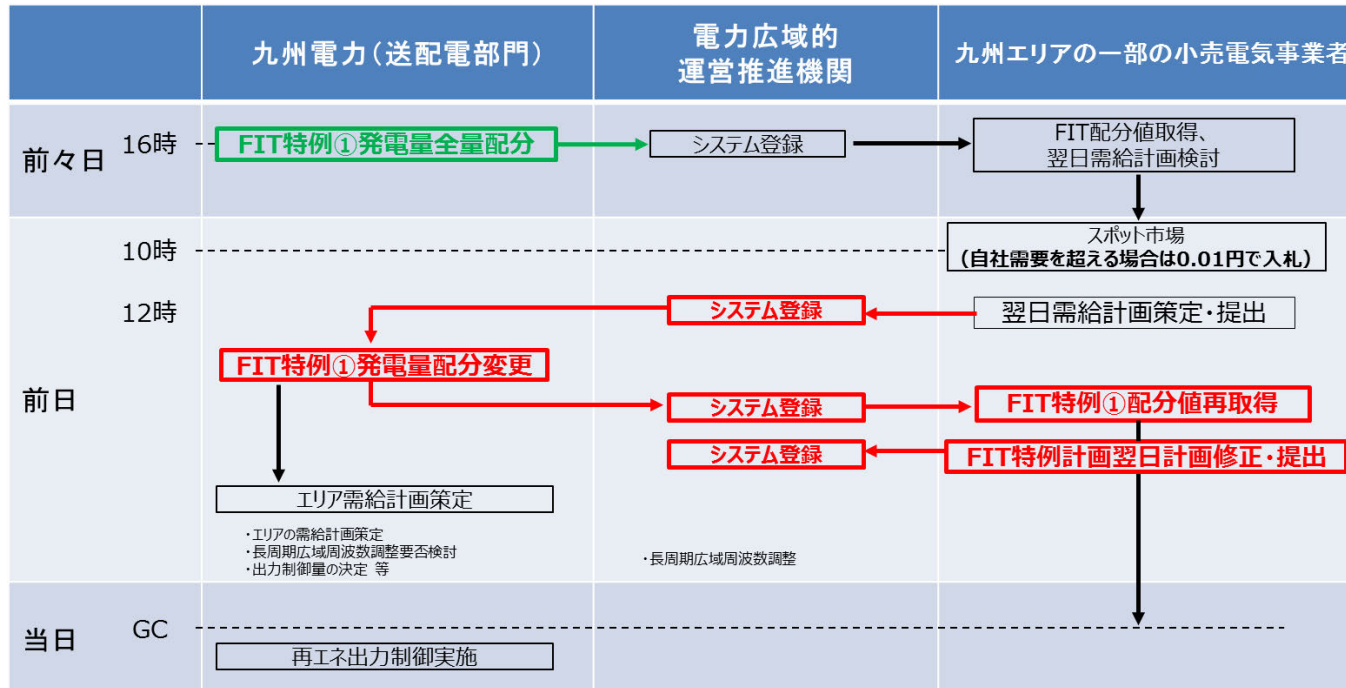 九州電力(送配電部門)
電力広域的
運営推進機関
九州エリアの一部の小売電気事業者
前々日
16時
FIT特例①発電量全量配分
システム登録
FIT配分値取得、
翌日需給計画検討
前日
10時
スポット市場
(自社需要を超える場合は0.01円で入札)
12時
システム登録
翌日需給計画策定・提出
FIT特例①発電量配分変更
システム登録
FIT特例①配分値再取得
システム登録
FIT特例計画翌日計画修正・提出
エリア需給計画策定
・エリアの需給計画策定
・長周期広域周波数調整要否検討
・出力制御量の決定 等
・長周期広域周波数調整
当日
GC
再エネ出力制御実施